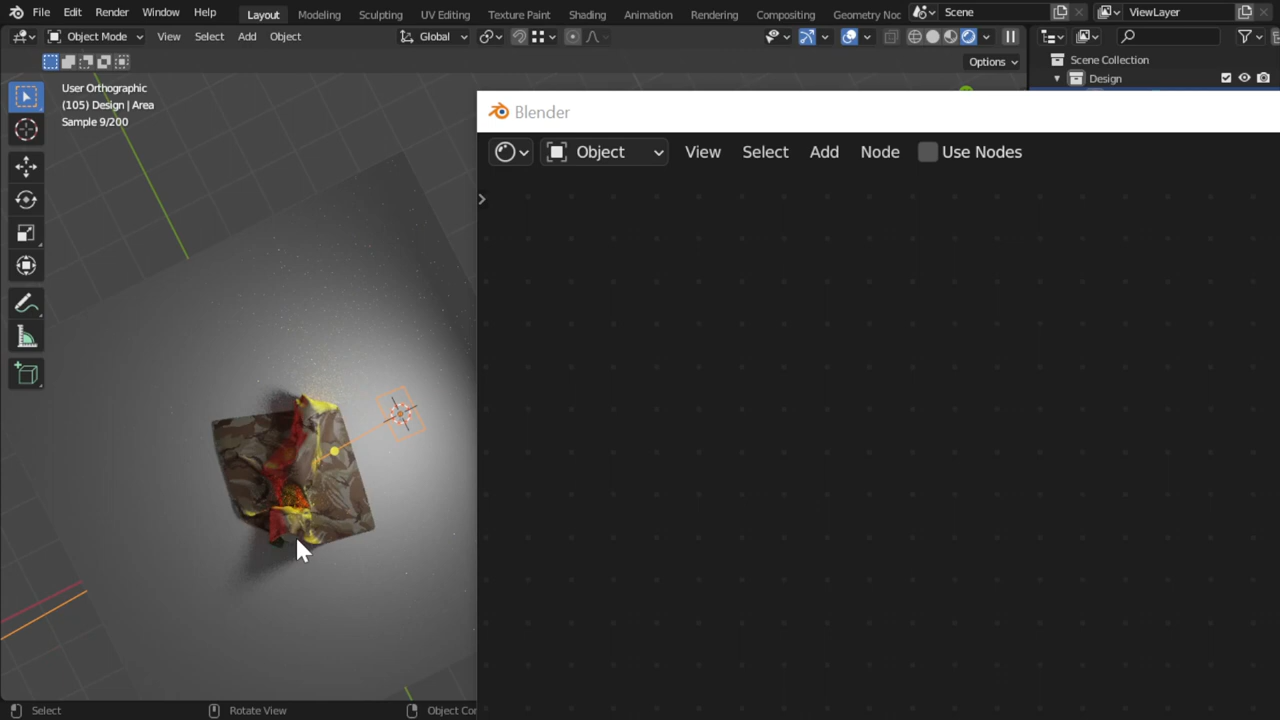 File Edit Render Window Help Layout Modeling Sculpting UV Editing Texture Paint Shading Animation Rendering Compositing Geometry Noc Scene ViewLayer
Object Mode View Select Add Object Global
Options
Scene Collection
Design
User Orthographic
(105) Design | Area
Sample 9/200
Blender
Object View Select Add Node Use Nodes
Select Rotate View Object Cor